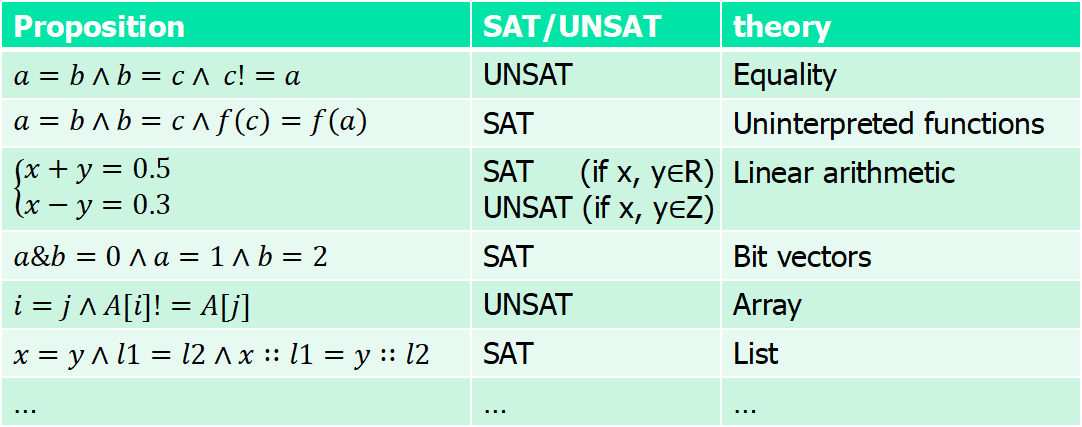 Proposition SAT/UNSAT theory
a = b ∧ b = c ∧ c! = a UNSAT Equality
a = b ∧ b = c ∧ f(c) = f(a) SAT Uninterpreted functions
{x + y = 0.5 SAT (if x, y∈R) Linear arithmetic
x − y = 0.3 UNSAT (if x, y∈Z)
a&b = 0 ∧ a = 1 ∧ b = 2 SAT Bit vectors
i = j ∧ A[i]! = A[j] UNSAT Array
x = y ∧ l1 = l2 ∧ x :: l1 = y :: l2 SAT List
... ... ...